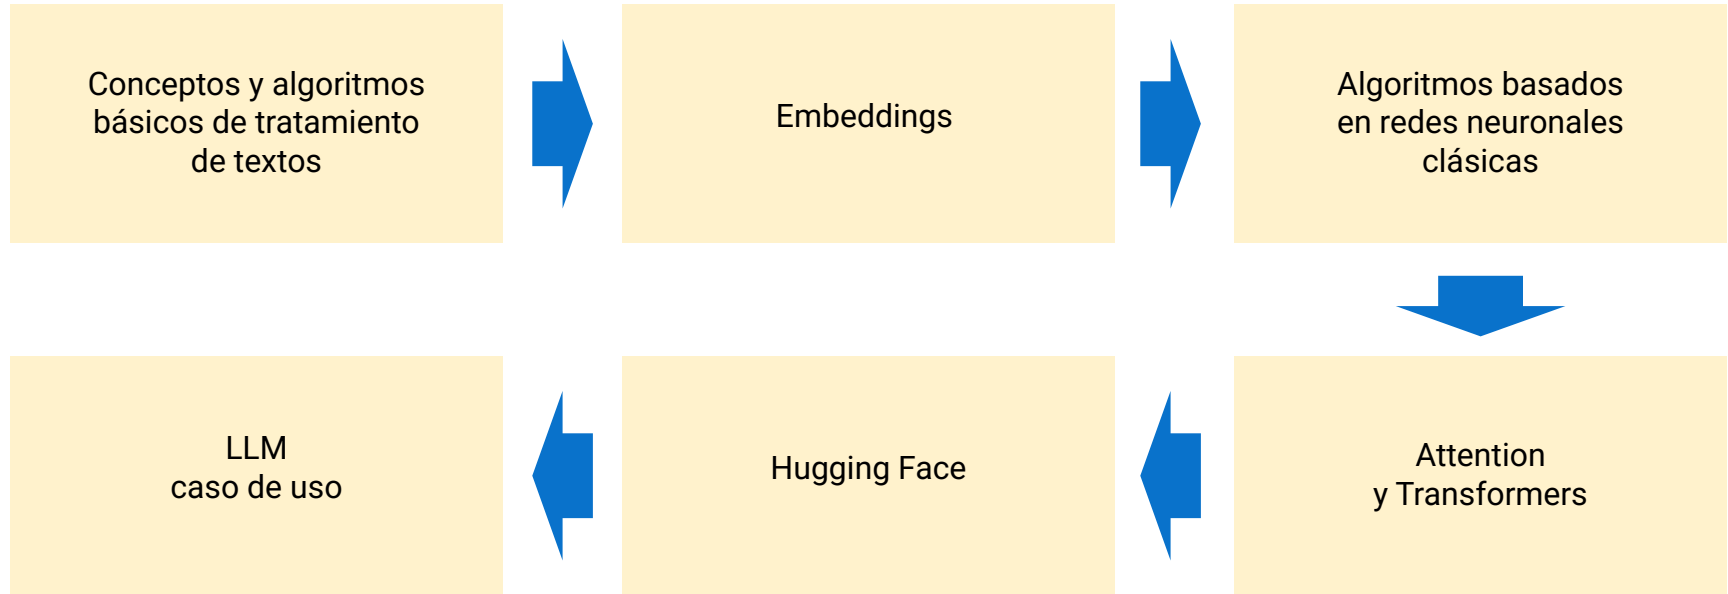 Conceptos y algoritmos
básicos de tratamiento
de textos
Embeddings
Algoritmos basados
en redes neuronales
clásicas
Attention
y Transformers
Hugging Face
LLM
caso de uso